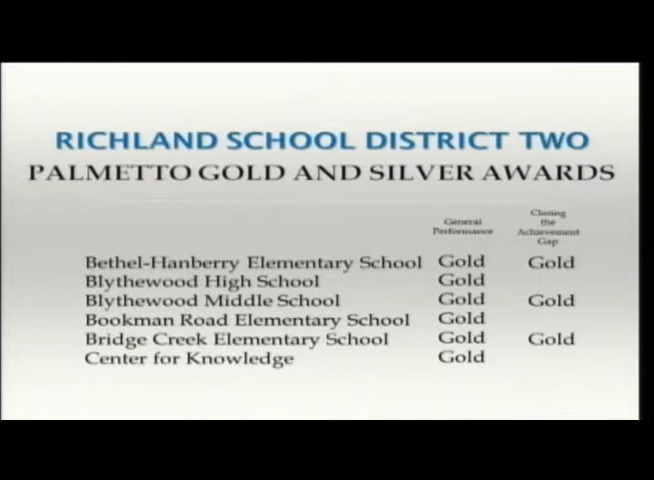 RICHLAND SCHOOL DISTRICT TWO
PALMETTO GOLD AND SILVER AWARDS
General Performance
Closing the Achievement Gap
Bethel-Hanberry Elementary School Gold Gold
Blythewood High School Gold
Blythewood Middle School Gold Gold
Bookman Road Elementary School Gold
Bridge Creek Elementary School Gold Gold
Center for Knowledge Gold